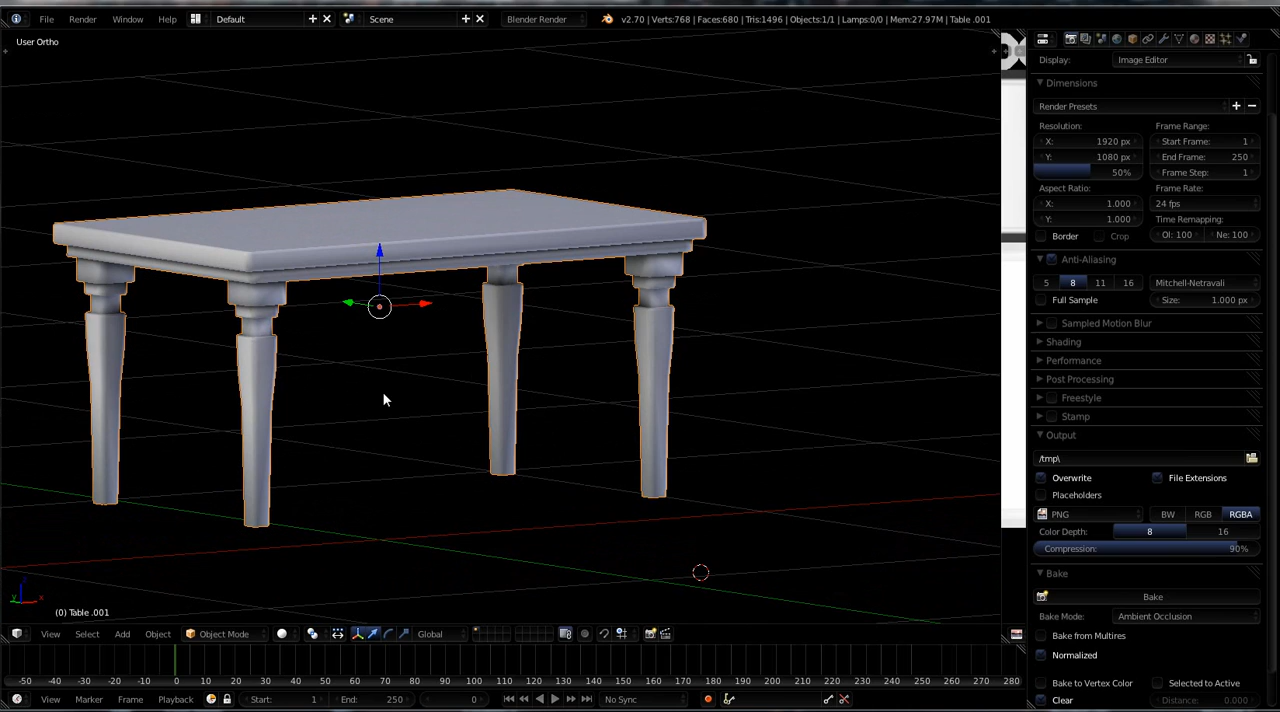 File Render Window Help Default Scene Blender Render v2.70 | Verts:768 | Faces:680 | Tris:1496 | Objects:1/1 | Lamps:0/0 | Mem:27.97M | Table .001
User Ortho
(0) Table .001
View Select Add Object Object Mode Global
-50 -40 -30 -20 -10 0 10 20 30 40 50 60 70 80 90 100 110 120 130 140 150 160 170 180 190 200 210 220 230 240 250 260 270 280
View Marker Frame Playback Start: 1 End: 250 0 No Sync
Display: Image Editor
Dimensions
Render Presets
Resolution: Frame Range:
X: 1920 px Start Frame: 1
Y: 1080 px End Frame: 250
50% Frame Step: 1
Aspect Ratio: Frame Rate:
X: 1.000 24 fps
Y: 1.000 Time Remapping:
Border Crop Ol: 100 Ne: 100
Anti-Aliasing
5 8 11 16 Mitchell-Netravali
Full Sample Size: 1.000 px
Sampled Motion Blur
Shading
Performance
Post Processing
Freestyle
Stamp
Output
/tmp\
Overwrite File Extensions
Placeholders
PNG BW RGB RGBA
Color Depth: 8 16
Compression: 90%
Bake
Bake
Bake Mode: Ambient Occlusion
Bake from Multires
Normalized
Bake to Vertex Color Selected to Active
Clear Distance: 0.000
z
y x